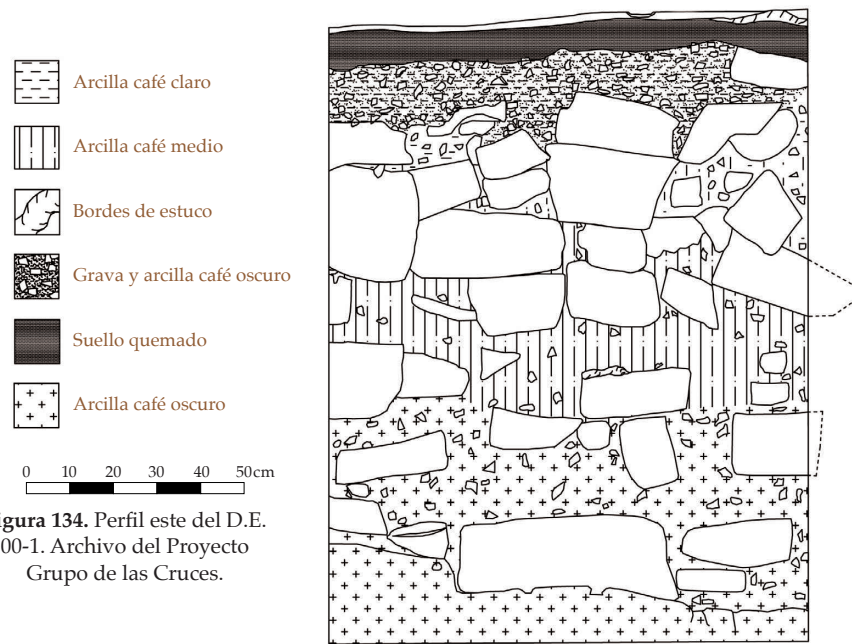 Arcilla café claro
Arcilla café medio
Bordes de estuco
Grava y arcilla café oscuro
Suello quemado
Arcilla café oscuro
0 10 20 30 40 50cm
igura 134. Perfil este del D.E.
00-1. Archivo del Proyecto
Grupo de las Cruces.